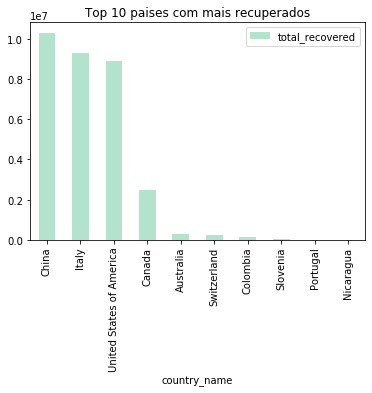 Top 10 paises com mais recuperados
1e7
total_recovered
1.0
0.8
0.6
0.4
0.2
0.0
China
Italy
United States of America
Canada
Australia
Switzerland
Colombia
Slovenia
Portugal
Nicaragua
country_name